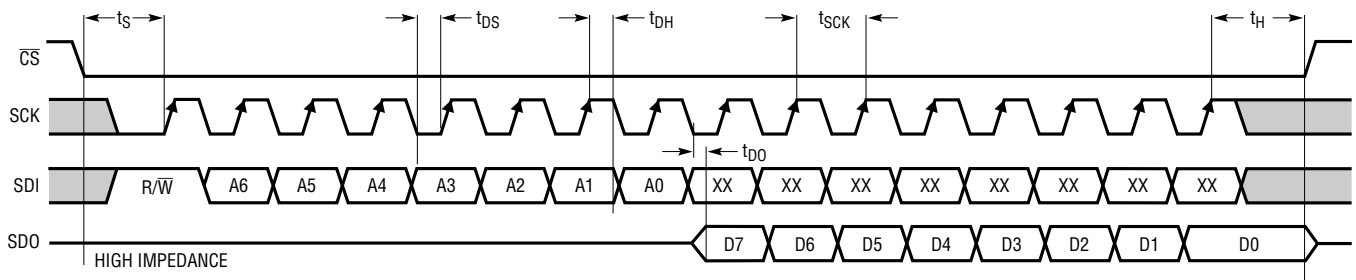 tS tDS tDH tSCK tH
C̅S̅
SCK
tDO
SDI R/W̅ A6 A5 A4 A3 A2 A1 A0 XX XX XX XX XX XX XX XX
SDO D7 D6 D5 D4 D3 D2 D1 D0
HIGH IMPEDANCE